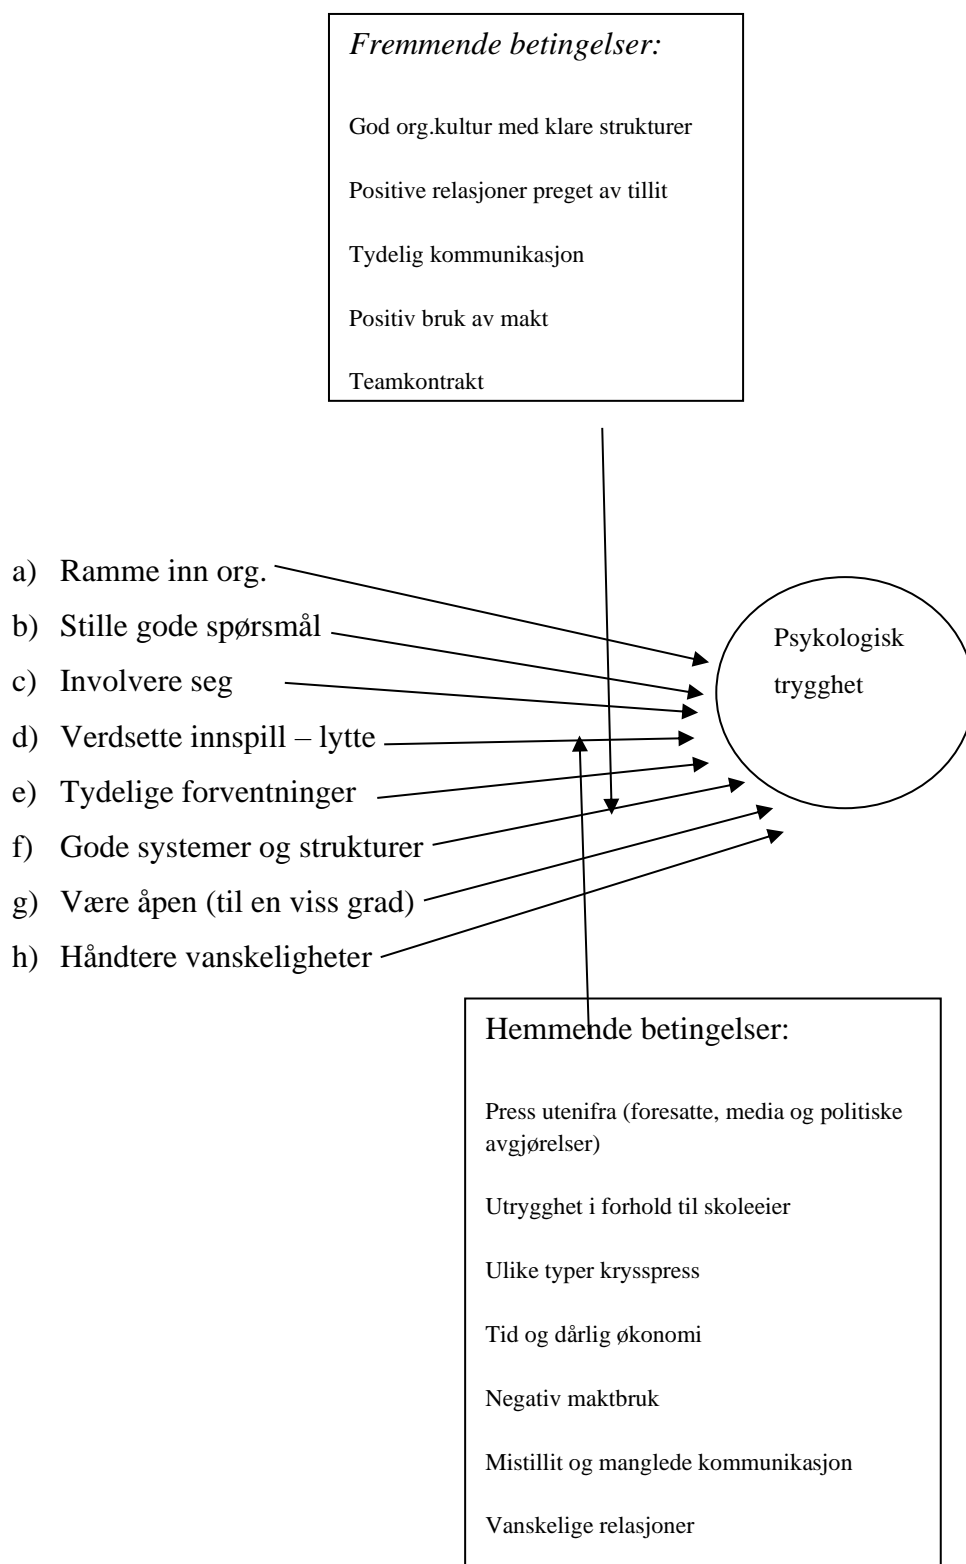 Fremmende betingelser:
God org.kultur med klare strukturer
Positive relasjoner preget av tillit
Tydelig kommunikasjon
Positiv bruk av makt
Teamkontrakt
a) Ramme inn org.
b) Stille gode spørsmål
c) Involvere seg
d) Verdsette innspill – lytte
e) Tydelige forventninger
f) Gode systemer og strukturer
g) Være åpen (til en viss grad)
h) Håndtere vanskeligheter
Psykologisk
trygghet
Hemmende betingelser:
Press utenifra (foresatte, media og politiske
avgjørelser)
Utrygghet i forhold til skoleeier
Ulike typer krysspress
Tid og dårlig økonomi
Negativ maktbruk
Mistillit og manglede kommunikasjon
Vanskelige relasjoner